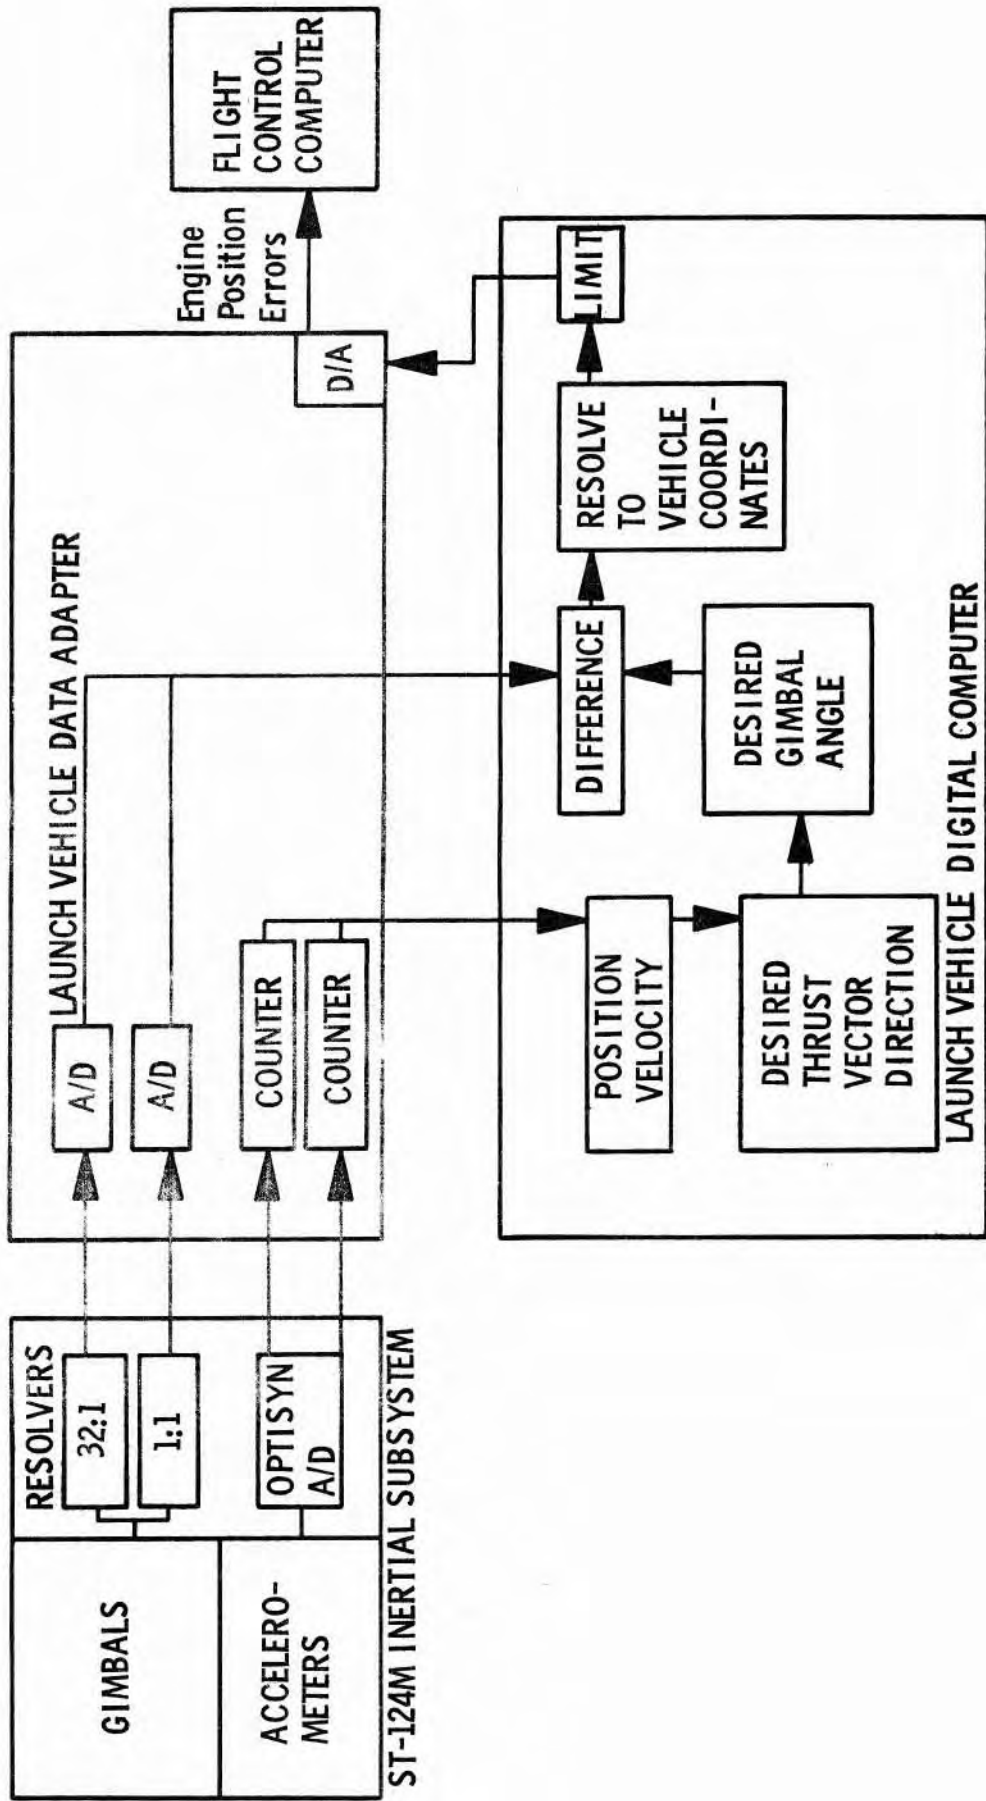 GIMBALS
ACCELERO-
METERS
RESOLVERS
32:1
1:1
OPTISYN
A/D
ST-124M INERTIAL SUBSYSTEM
LAUNCH VEHICLE DATA ADAPTER
A/D
A/D
COUNTER
COUNTER
D/A
Engine
Position
Errors
FLIGHT
CONTROL
COMPUTER
POSITION
VELOCITY
DESIRED
THRUST
VECTOR
DIRECTION
DIFFERENCE
DESIRED
GIMBAL
ANGLE
RESOLVE
TO
VEHICLE
COORDI-
NATES
LIMIT
LAUNCH VEHICLE DIGITAL COMPUTER